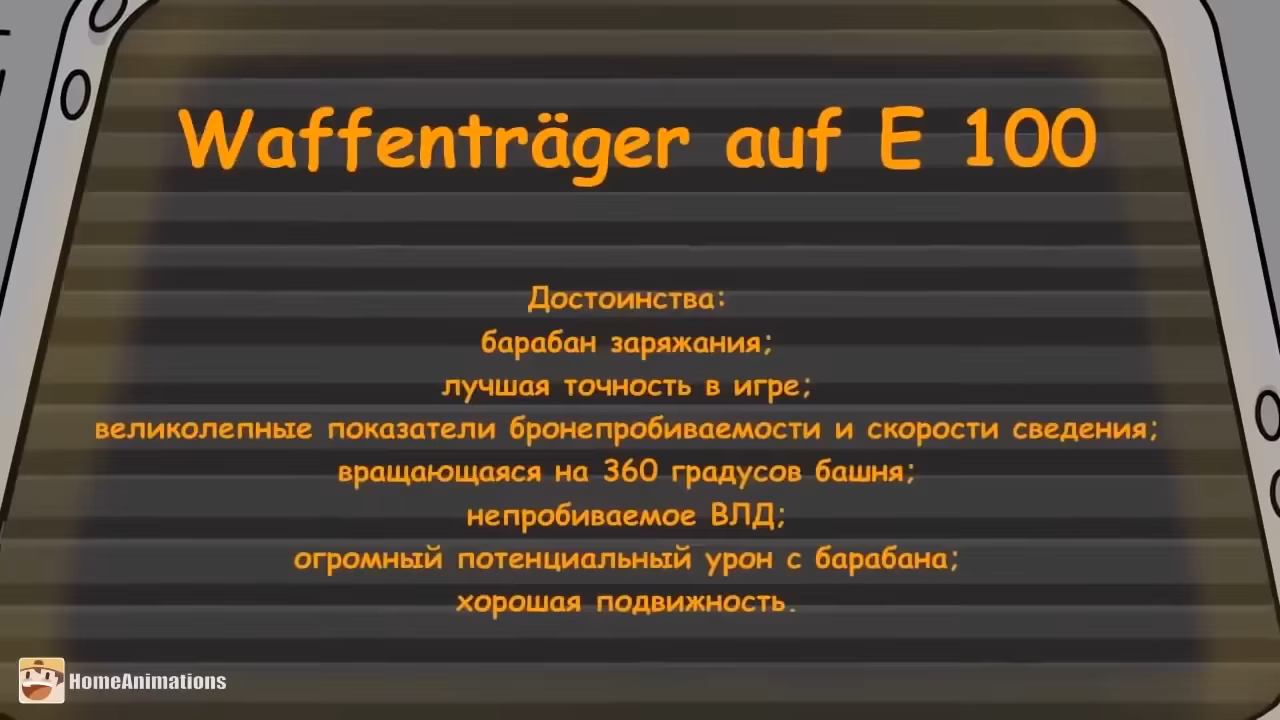 Waffenträger auf E 100
Достоинства:
барабан заряжания;
лучшая точность в игре;
великолепные показатели бронепробиваемости и скорости сведения;
вращающаяся на 360 градусов башня;
непробиваемое ВЛД;
огромный потенциальный урон с барабана;
хорошая подвижность.
HomeAnimations